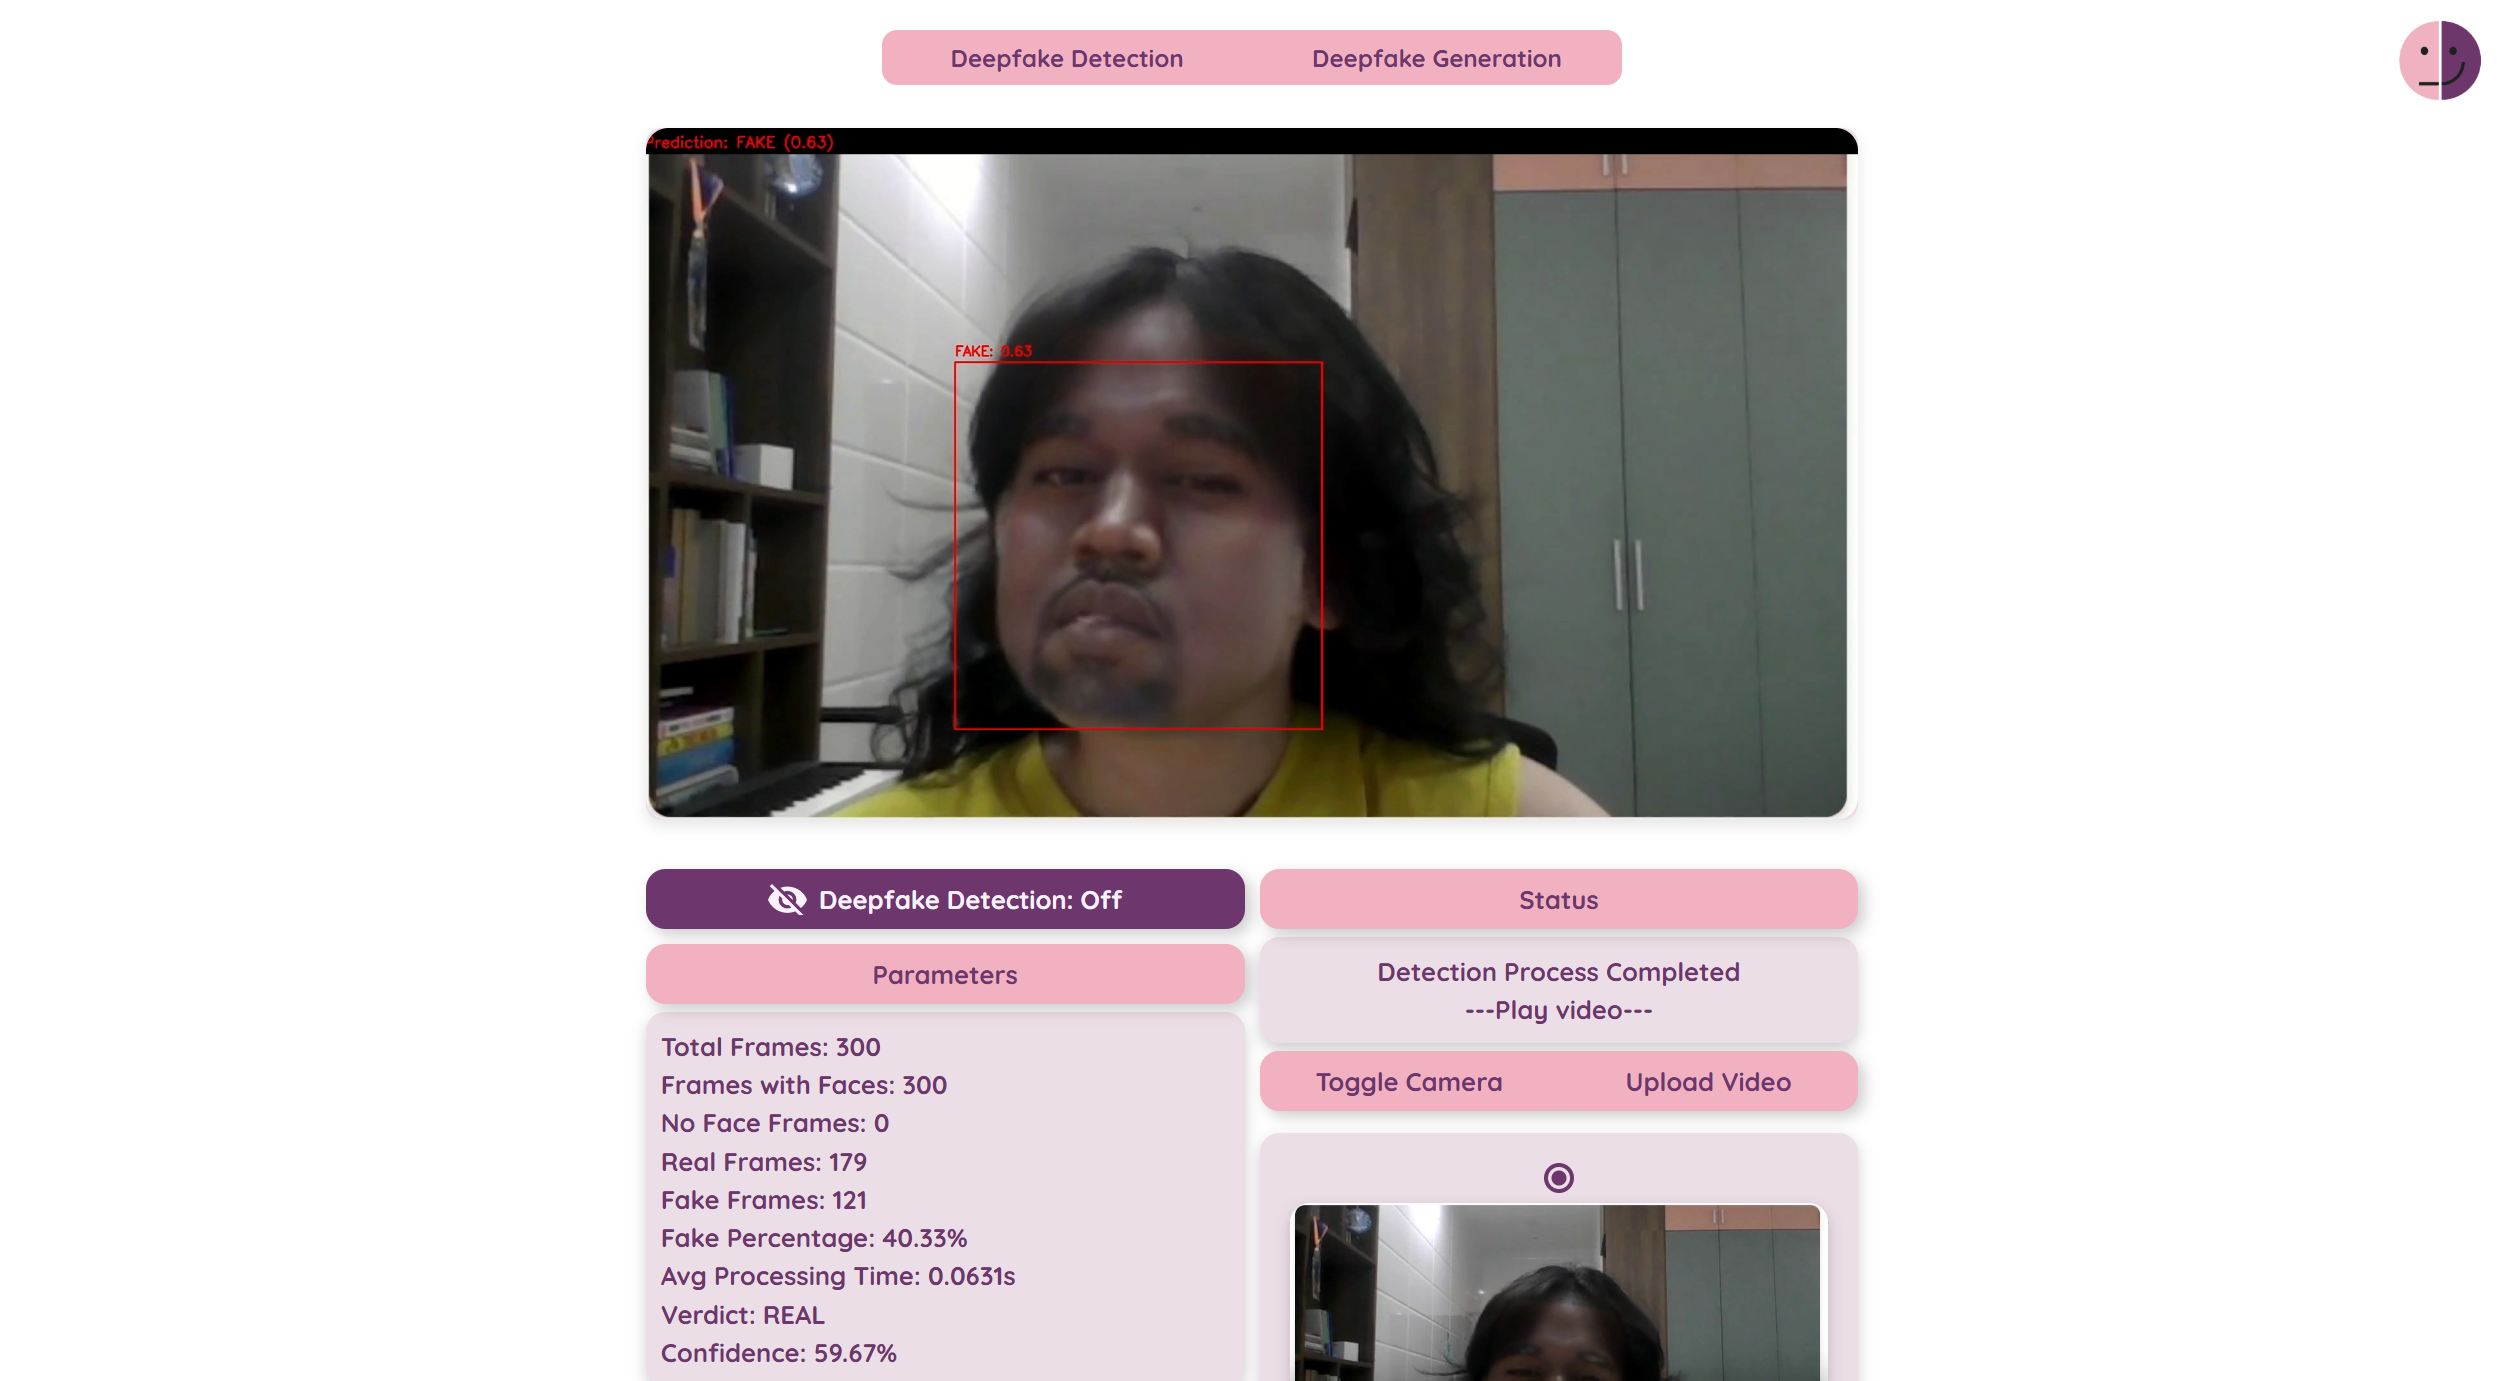 Deepfake Detection
Deepfake Generation
Prediction: FAKE (0.63)
FAKE: 0.63
Deepfake Detection: Off
Parameters
Total Frames: 300
Frames with Faces: 300
No Face Frames: 0
Real Frames: 179
Fake Frames: 121
Fake Percentage: 40.33%
Avg Processing Time: 0.0631s
Verdict: REAL
Confidence: 59.67%
Status
Detection Process Completed
---Play video---
Toggle Camera
Upload Video